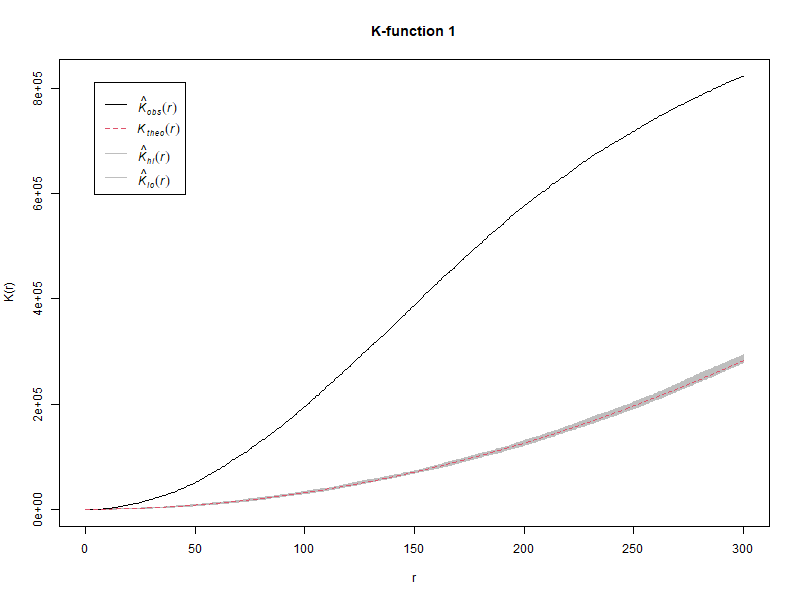 K-function 1
K̂obs(r)
Ktheo(r)
K̂hi(r)
K̂lo(r)
K(r)
8e+05
6e+05
4e+05
2e+05
0e+00
0 50 100 150 200 250 300
r